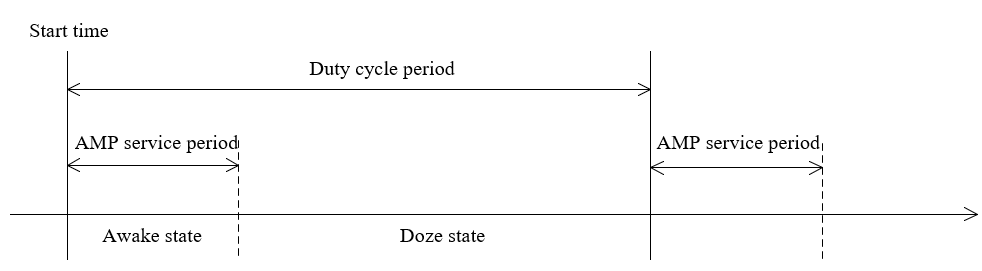 Start time
Duty cycle period
AMP service period
AMP service period
Awake state
Doze state